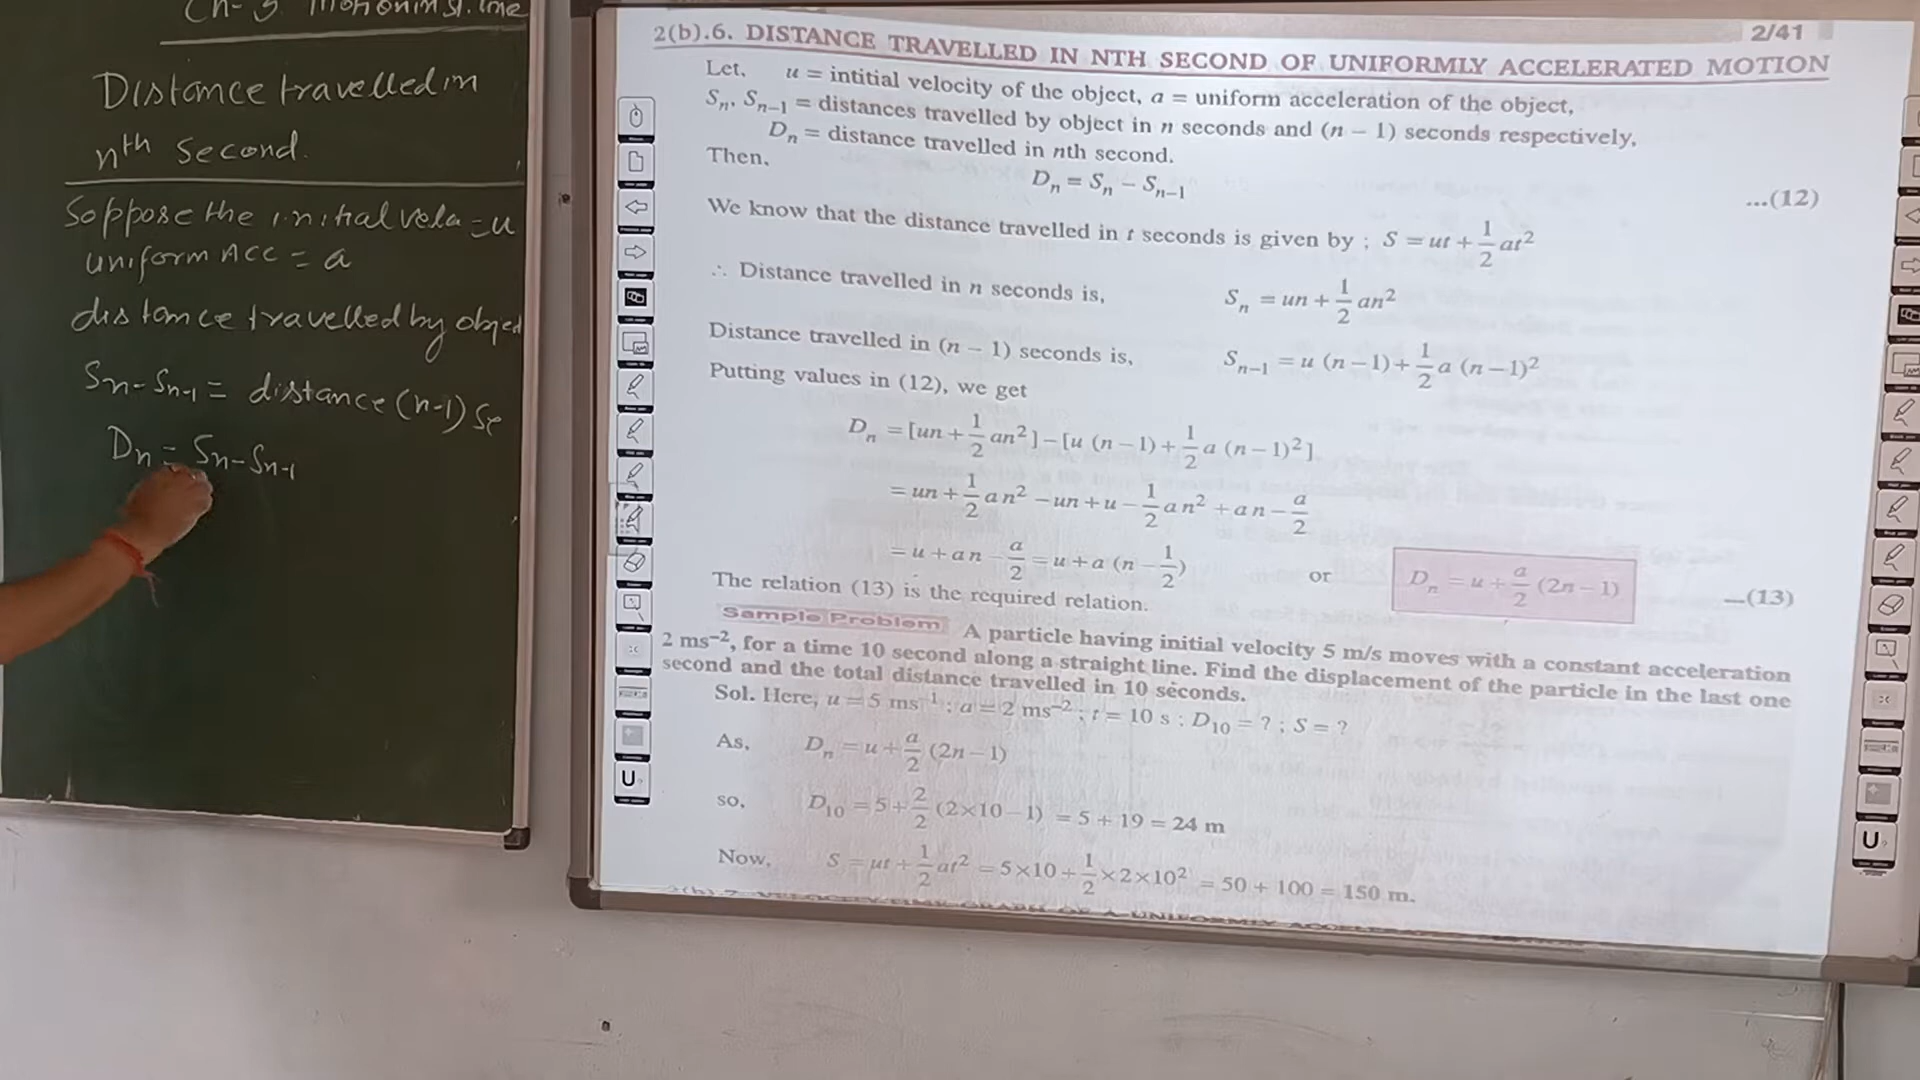 Ch-3 Motion in St. line
Distance travelled in
nth Second.
Suppose the initial velo = u
uniform Acc = a
distance travelled by objec
Sn - Sn-1 = distance (n-1) Se
Dn = Sn - Sn-1
2/41
2(b).6. DISTANCE TRAVELLED IN NTH SECOND OF UNIFORMLY ACCELERATED MOTION
Let, u = intitial velocity of the object, a = uniform acceleration of the object,
Sₙ, Sₙ₋₁ = distances travelled by object in n seconds and (n − 1) seconds respectively,
Dₙ = distance travelled in nth second.
Then,
Dₙ = Sₙ − Sₙ₋₁ ...(12)
We know that the distance travelled in t seconds is given by ; S = ut + 1/2 at²
∴ Distance travelled in n seconds is, Sₙ = un + 1/2 an²
Distance travelled in (n − 1) seconds is, Sₙ₋₁ = u (n − 1) + 1/2 a (n − 1)²
Putting values in (12), we get
Dₙ = [un + 1/2 an²] − [u (n − 1) + 1/2 a (n − 1)²]
= un + 1/2 an² − un + u − 1/2 an² + an − a/2
= u + an − a/2 = u + a (n − 1/2) or Dₙ = u + a/2 (2n − 1) ...(13)
The relation (13) is the required relation.
Sample Problem A particle having initial velocity 5 m/s moves with a constant acceleration
2 ms⁻², for a time 10 second along a straight line. Find the displacement of the particle in the last one
second and the total distance travelled in 10 seconds.
Sol. Here, u = 5 ms⁻¹ ; a = 2 ms⁻² ; t = 10 s ; D₁₀ = ? ; S = ?
As, Dₙ = u + a/2 (2n − 1)
so, D₁₀ = 5 + 2/2 (2×10 − 1) = 5 + 19 = 24 m
Now, S = ut + 1/2 at² = 5×10 + 1/2 ×2×10² = 50 + 100 = 150 m.